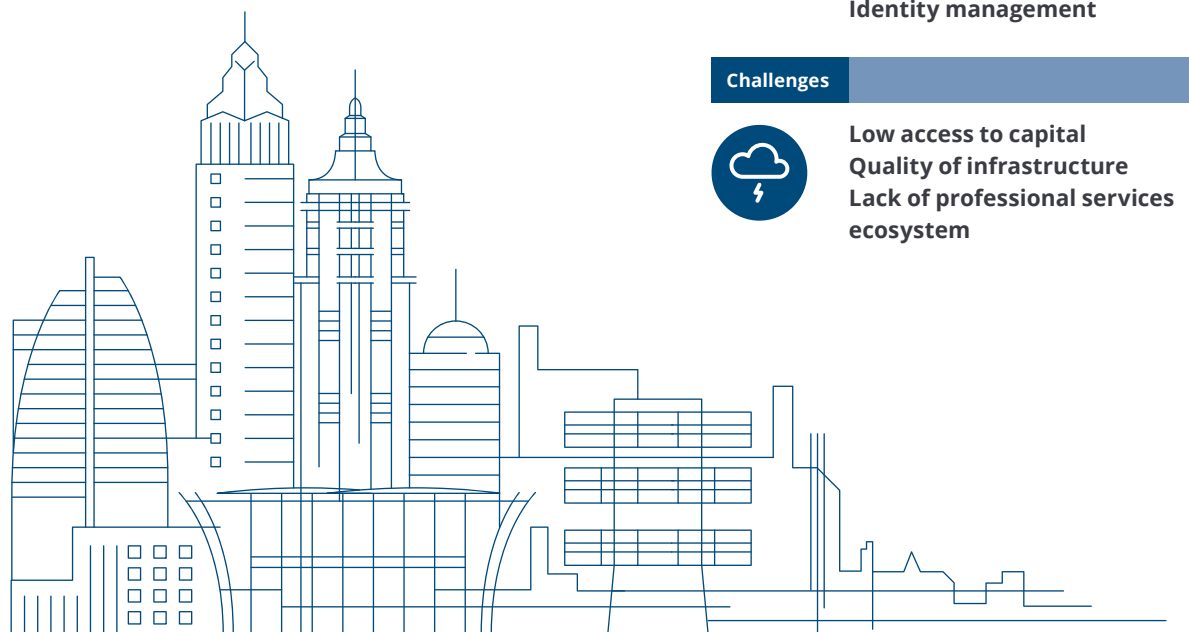 Identity management
Challenges
Low access to capital
Quality of infrastructure
Lack of professional services
ecosystem